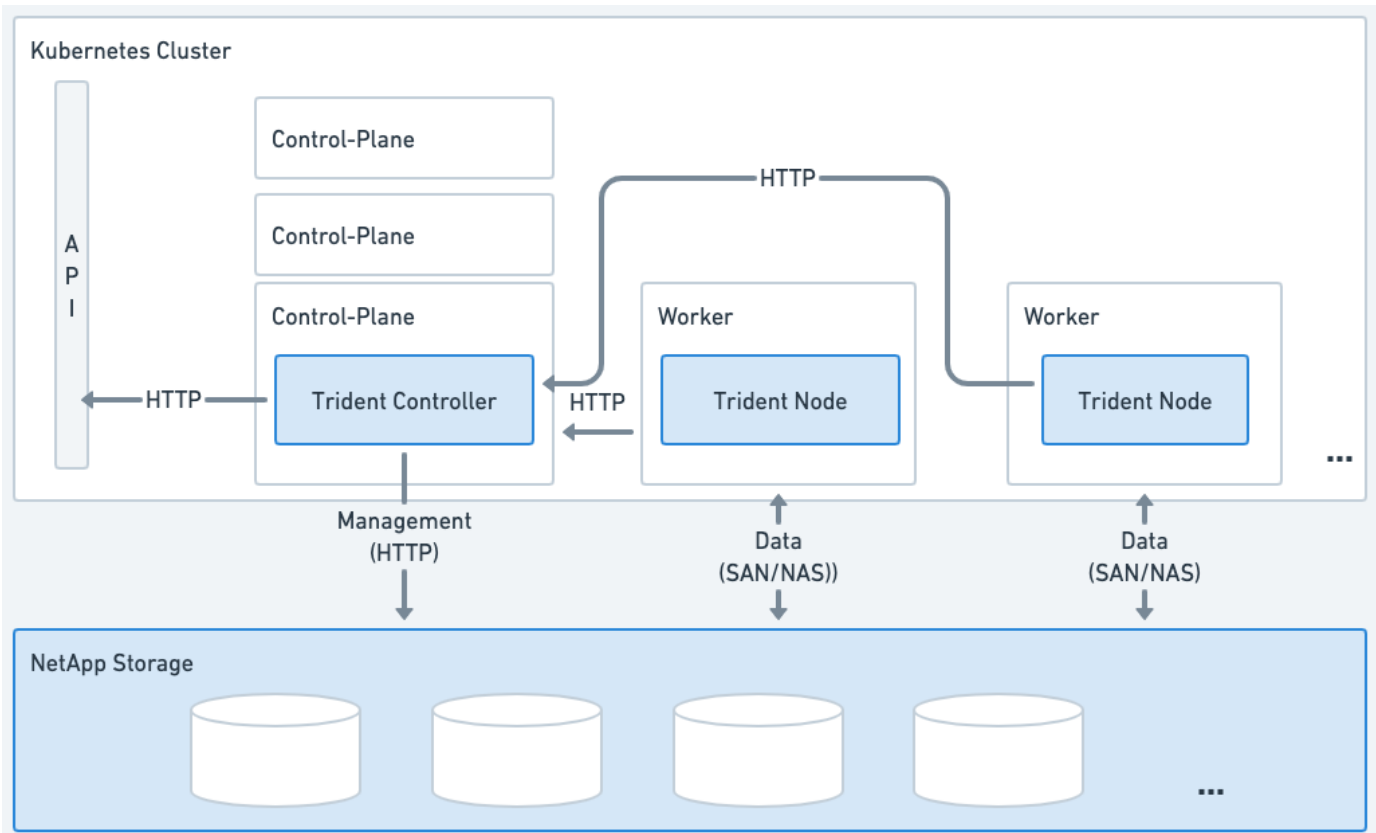 Kubernetes Cluster
A
P
I
Control-Plane
Control-Plane
Control-Plane
Trident Controller
HTTP
HTTP
HTTP
Worker
Trident Node
Worker
Trident Node
...
Management
(HTTP)
Data
(SAN/NAS))
Data
(SAN/NAS)
NetApp Storage
...